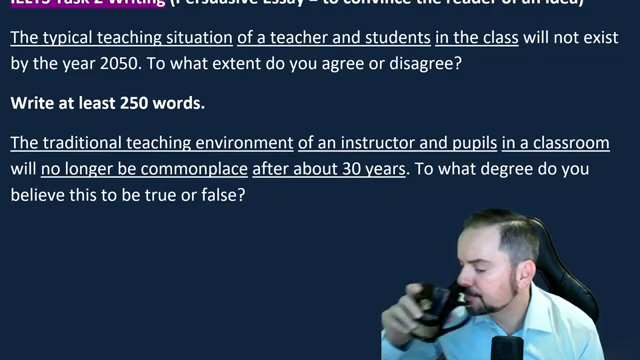 IELTS Task 2 Writing (Persuasive Essay = to convince the reader of an idea)
The typical teaching situation of a teacher and students in the class will not exist
by the year 2050. To what extent do you agree or disagree?
Write at least 250 words.
The traditional teaching environment of an instructor and pupils in a classroom
will no longer be commonplace after about 30 years. To what degree do you
believe this to be true or false?